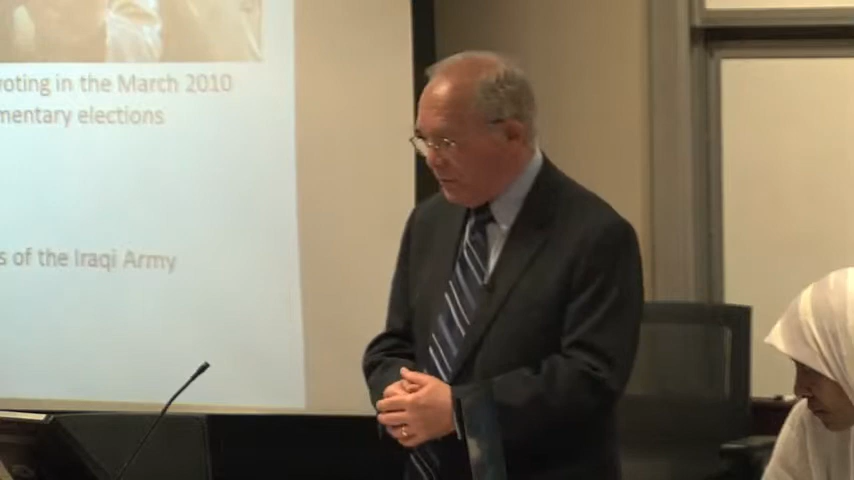 voting in the March 2010
mentary elections
s of the Iraqi Army